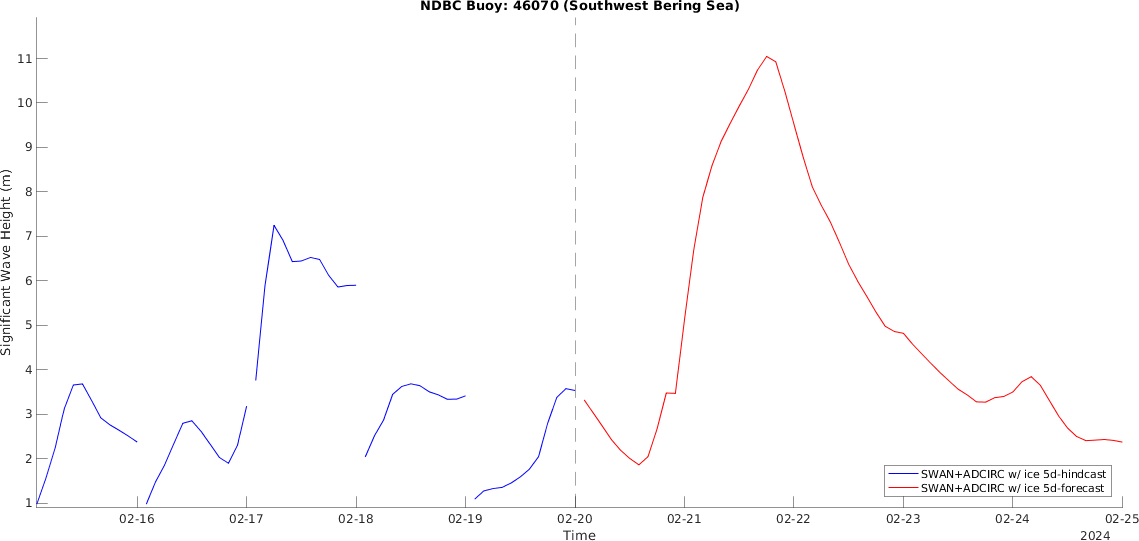 NDBC Buoy: 46070 (Southwest Bering Sea)
Significant Wave Height (m)
11
10
9
8
7
6
5
4
3
2
1
SWAN+ADCIRC w/ ice 5d-hindcast
SWAN+ADCIRC w/ ice 5d-forecast
02-16 02-17 02-18 02-19 02-20 02-21 02-22 02-23 02-24 02-25
Time
2024